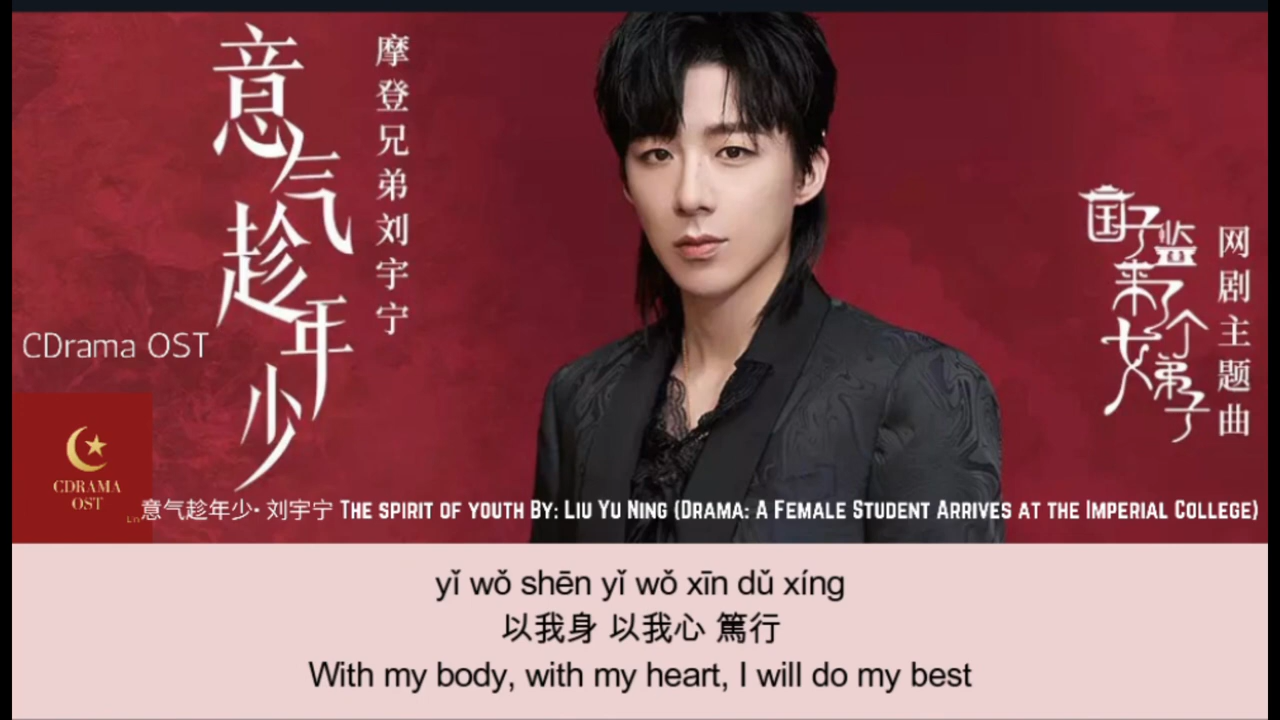 意气趁年少
摩登兄弟刘宇宁
国子监来了个女弟子
网剧主题曲
CDrama OST
CDRAMA
OST
意气趁年少• 刘宇宁 THE SPIRIT OF YOUTH BY: LIU YU NING (DRAMA: A FEMALE STUDENT ARRIVES AT THE IMPERIAL COLLEGE)
yǐ wǒ shēn yǐ wǒ xīn dǔ xíng
以我身 以我心 篤行
With my body, with my heart, I will do my best